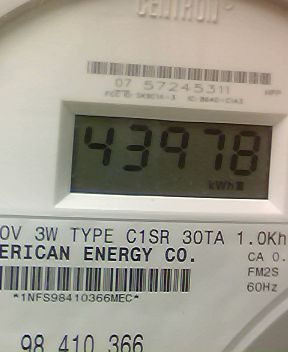 CENTRON
07 57245311
43978
kWh
0V 3W TYPE C1SR 30TA 1.0Kh
ERICAN ENERGY CO.
CA 0.
FM2S
*1NFS98410366MEC*
60Hz
98 410 366